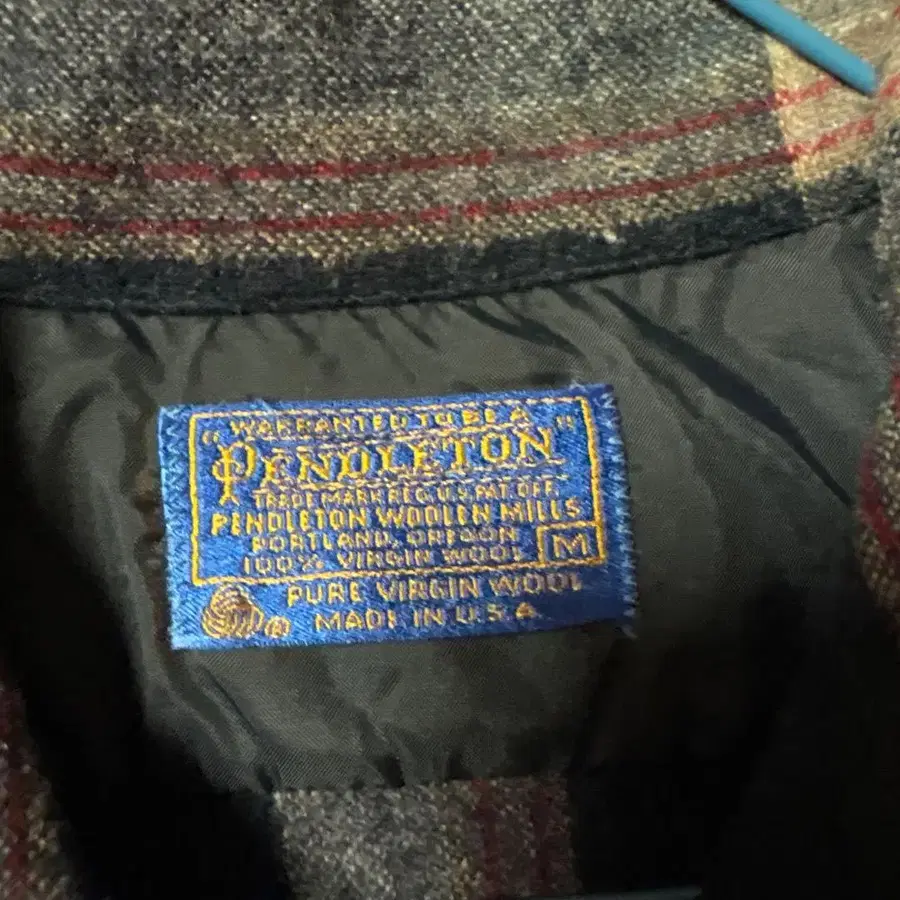 "WARRANTED TO BE A
PENDLETON"
TRADE MARK REG. U.S. PAT. OFF.
PENDLETON WOOLEN MILLS
PORTLAND, OREGON
100% VIRGIN WOOL M
PURE VIRGIN WOOL
® MADE IN U.S.A.